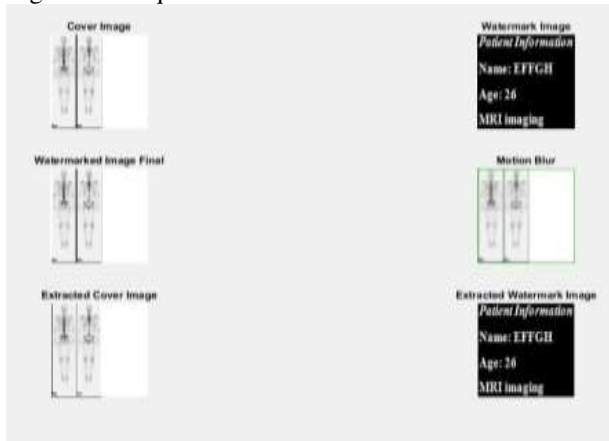 Cover Image
Watermark Image
Patient Information
Name: EFFGH
Age: 26
MRI imaging
Watermarked Image Final
Motion Blur
Extracted Cover Image
Extracted Watermark Image
Patient Information
Name: EFFGH
Age: 26
MRI imaging